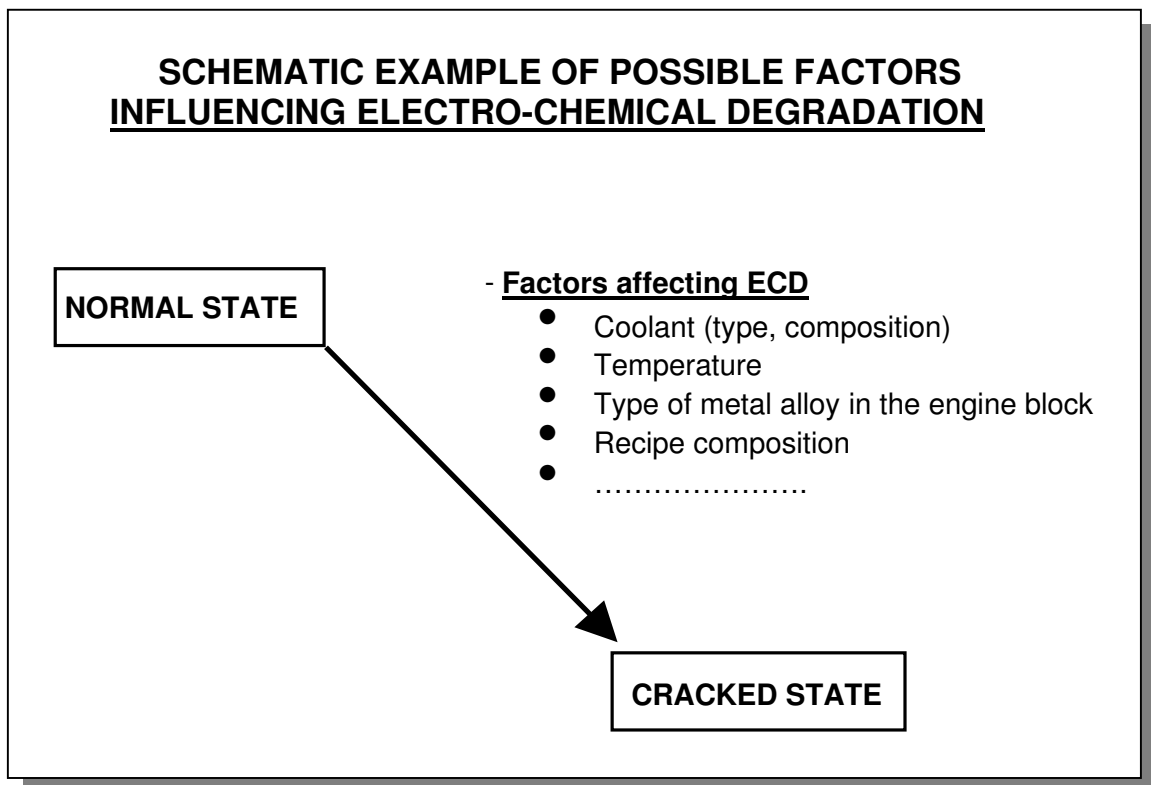 SCHEMATIC EXAMPLE OF POSSIBLE FACTORS
INFLUENCING ELECTRO-CHEMICAL DEGRADATION
NORMAL STATE
- Factors affecting ECD
● Coolant (type, composition)
● Temperature
● Type of metal alloy in the engine block
● Recipe composition
● ………………….
CRACKED STATE